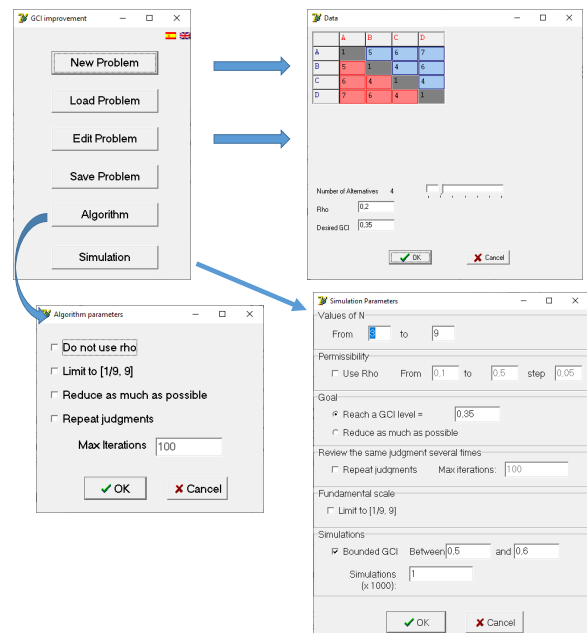 GCI improvement
New Problem
Load Problem
Edit Problem
Save Problem
Algorithm
Simulation
Data
A B C D
A 1 5 6 7
B 5 1 4 6
C 6 4 1 4
D 7 6 4 1
Number of Alternatives 4
Rho 0,2
Desired GCI 0,35
OK Cancel
Algorithm parameters
Do not use rho
Limit to [1/9, 9]
Reduce as much as possible
Repeat judgments
Max Iterations 100
OK Cancel
Simulation Parameters
Values of N
From 3 to 9
Permissibility
Use Rho From 0,1 to 0,5 step 0,05
Goal
Reach a GCI level = 0,35
Reduce as much as possible
Review the same judgment several times
Repeat judgments Max iterations: 100
Fundamental scale
Limit to [1/9, 9]
Simulations
Bounded GCI Between 0,5 and 0,6
Simulations 1
(x 1000):
OK Cancel